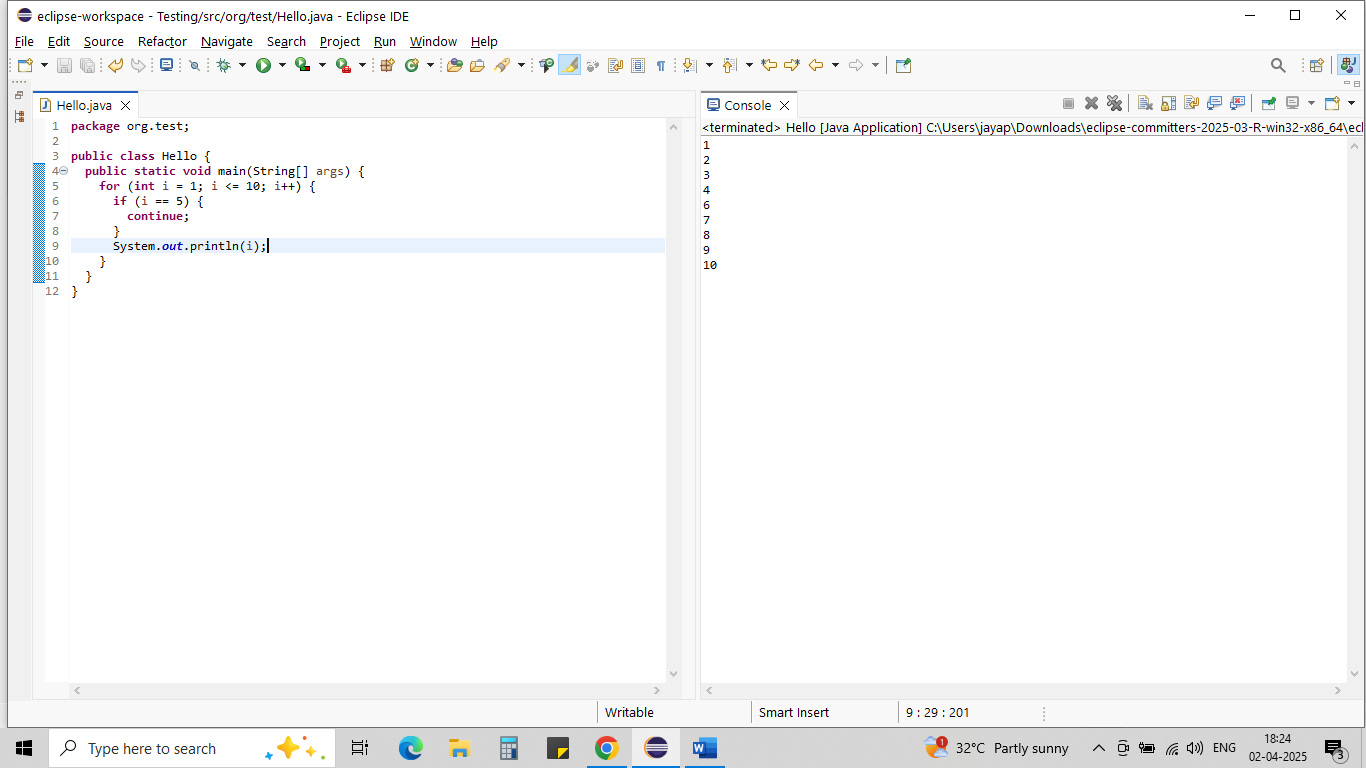 eclipse-workspace - Testing/src/org/test/Hello.java - Eclipse IDE
File Edit Source Refactor Navigate Search Project Run Window Help
Hello.java
1 package org.test;
2
3 public class Hello {
4 public static void main(String[] args) {
5 for (int i = 1; i <= 10; i++) {
6 if (i == 5) {
7 continue;
8 }
9 System.out.println(i);
10 }
11 }
12 }
Console
<terminated> Hello [Java Application] C:\Users\jayap\Downloads\eclipse-committers-2025-03-R-win32-x86_64\ecl
1
2
3
4
6
7
8
9
10
Writable Smart Insert 9 : 29 : 201
Type here to search
1 32°C Partly sunny ENG
18:24
02-04-2025
3